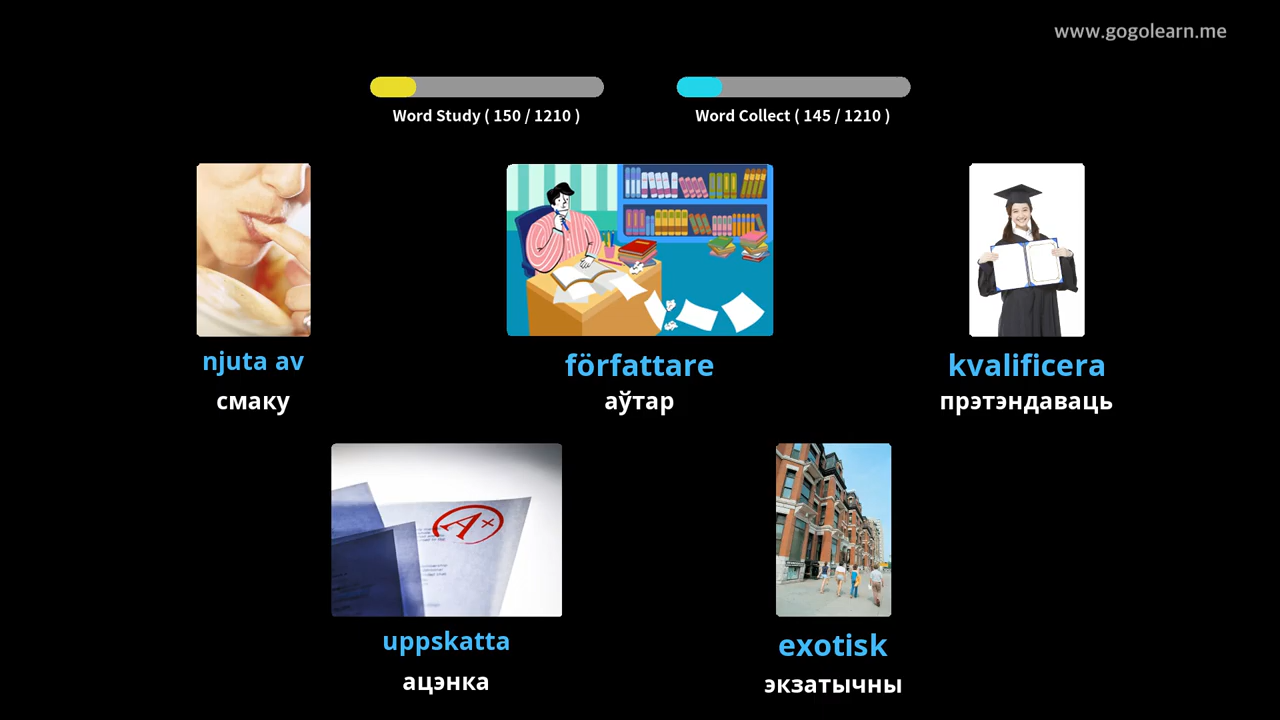 www.gogolearn.me
Word Study ( 150 / 1210 )
Word Collect ( 145 / 1210 )
njuta av
смаку
författare
аўтар
kvalificera
прэтэндаваць
A+
uppskatta
ацэнка
exotisk
экзатычны